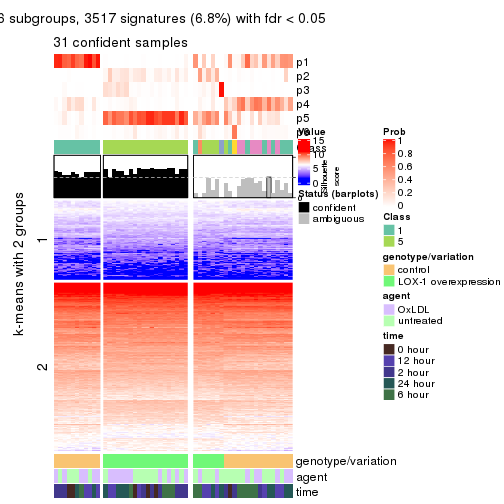 6 subgroups, 3517 signatures (6.8%) with fdr < 0.05
31 confident samples
p1
p2
p3
p4
p5
Value
15
10
5
0
Silhouette
score
Status (barplots)
confident
ambiguous
Prob
1
0.8
0.6
0.4
0.2
0
Class
1
5
genotype/variation
control
LOX-1 overexpression
agent
OxLDL
untreated
time
0 hour
12 hour
2 hour
24 hour
6 hour
k-means with 2 groups
1
2
genotype/variation
agent
time